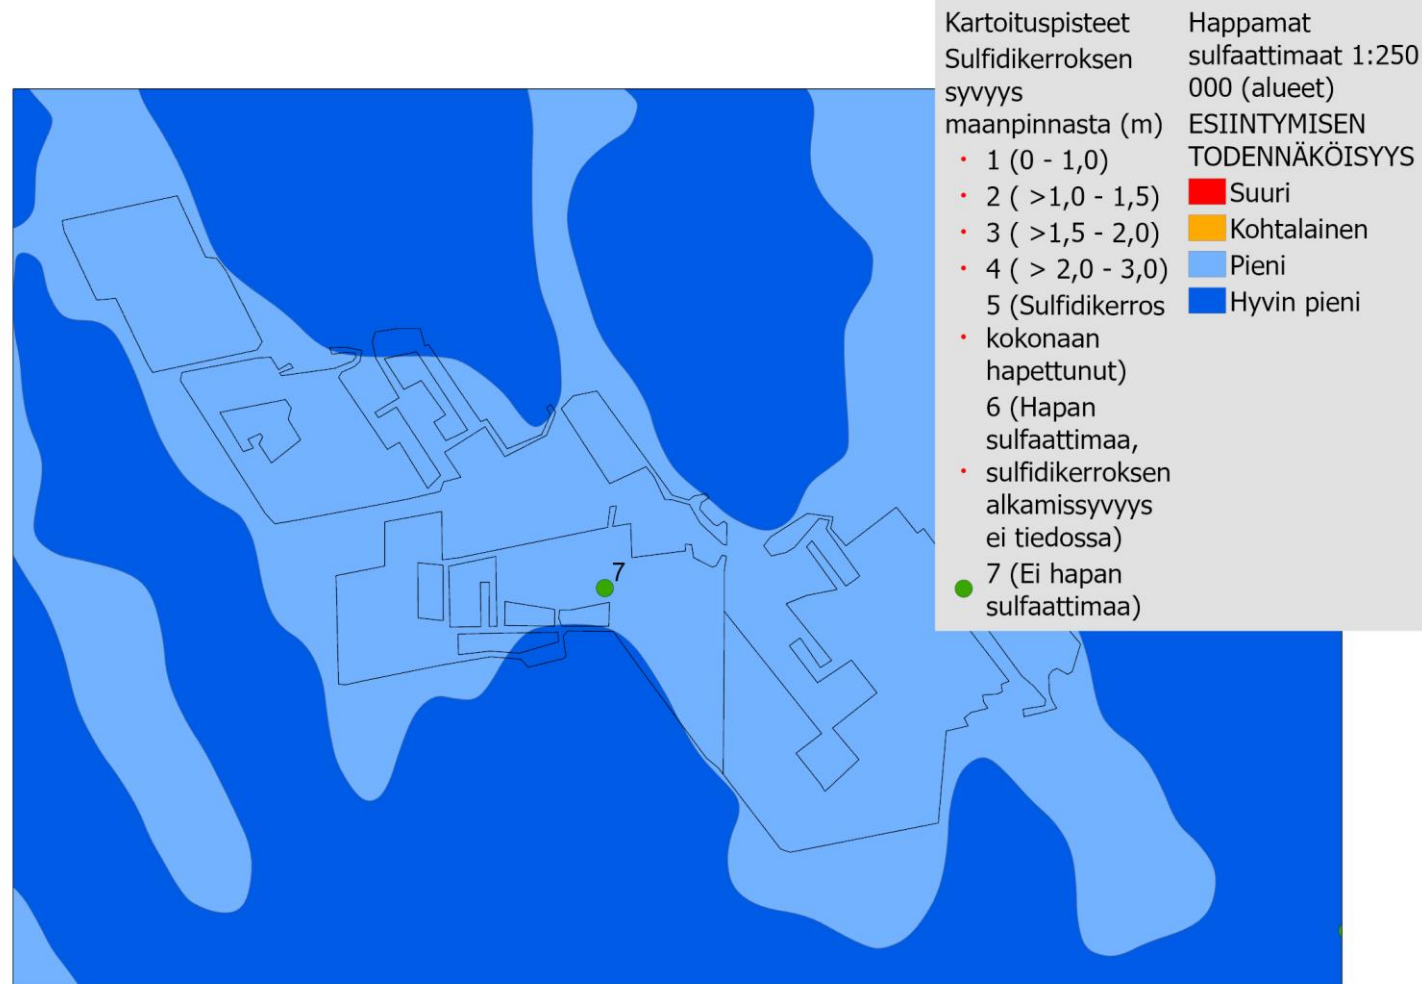 Kartoituspisteet
Sulfidikerroksen
syvyys
maanpinnasta (m)
1 (0 - 1,0)
2 ( >1,0 - 1,5)
3 ( >1,5 - 2,0)
4 ( > 2,0 - 3,0)
5 (Sulfidikerros
kokonaan
hapettunut)
6 (Hapan
sulfaattimaa,
sulfidikerroksen
alkamissyvyys
ei tiedossa)
7 (Ei hapan
sulfaattimaa)
Happamat
sulfaattimaat 1:250
000 (alueet)
ESIINTYMISEN
TODENNÄKÖISYYS
Suuri
Kohtalainen
Pieni
Hyvin pieni
7